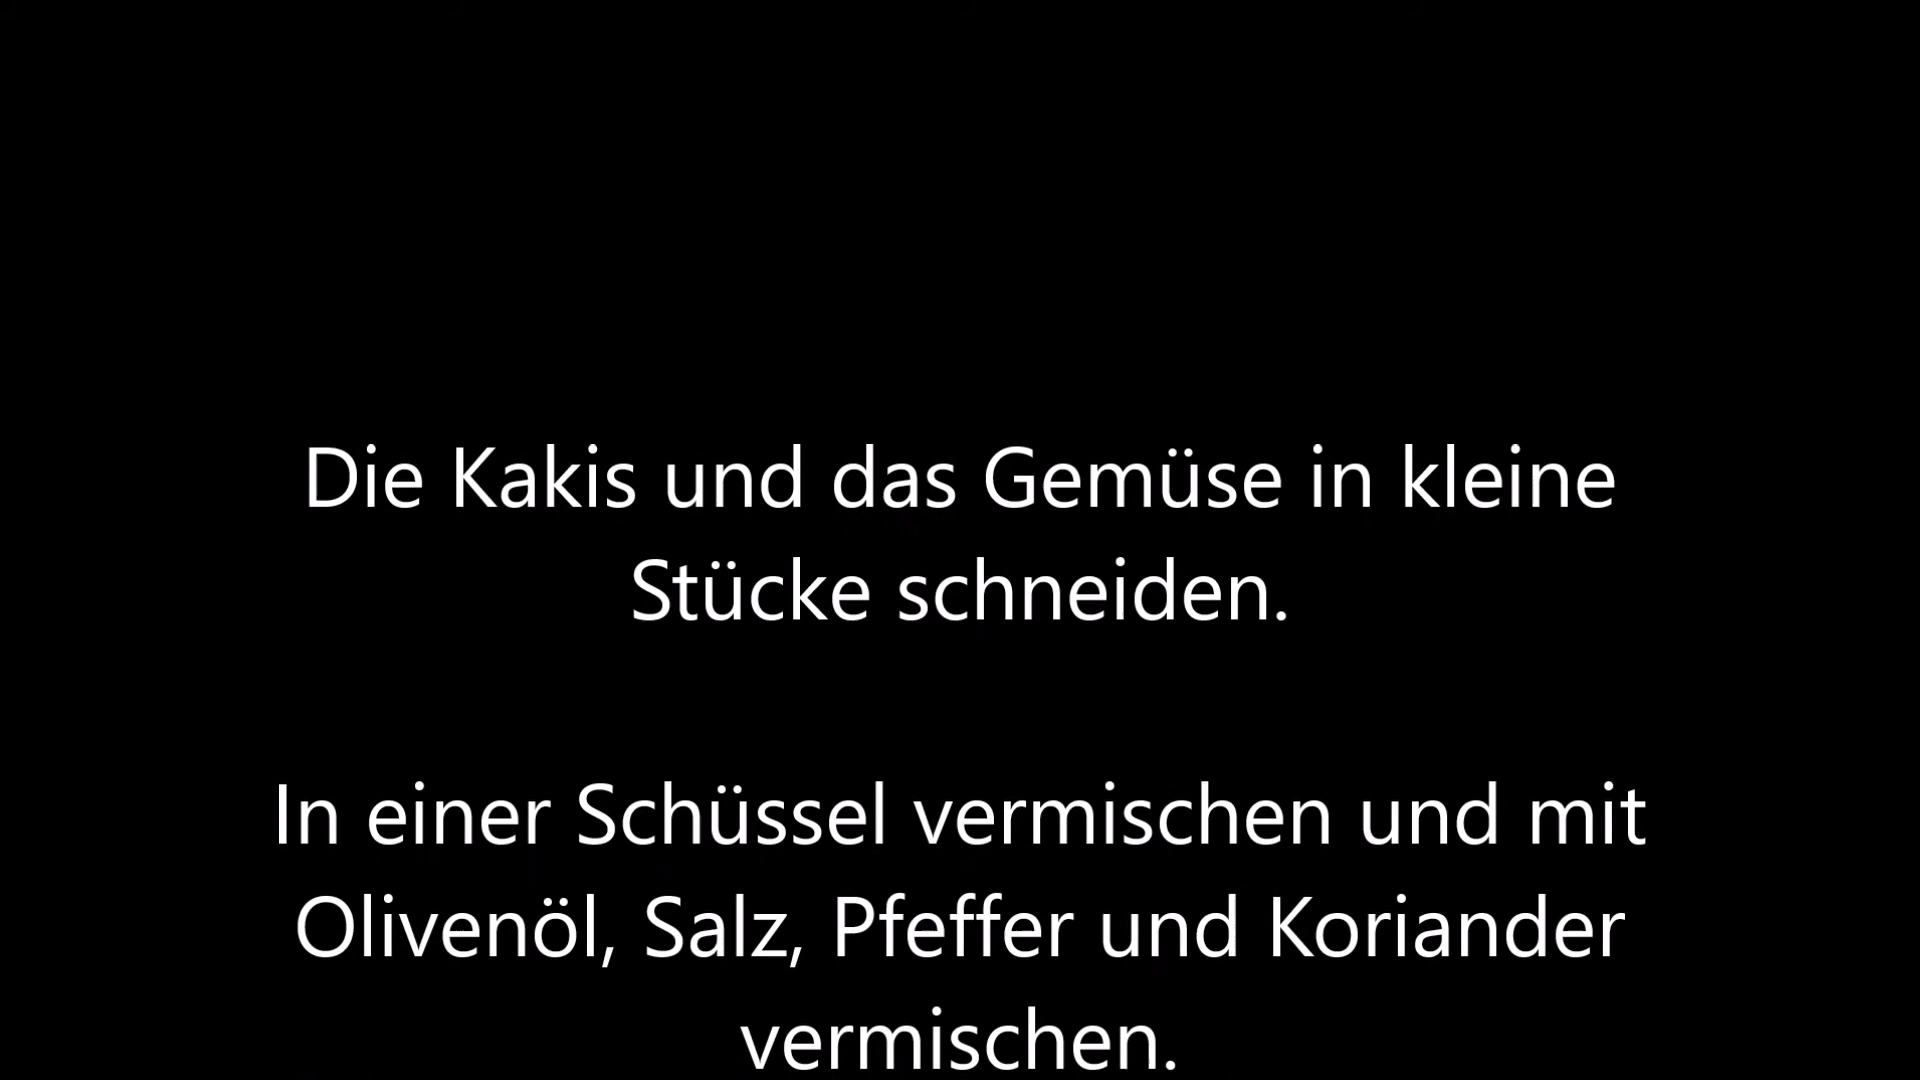 Die Kakis und das Gemüse in kleine
Stücke schneiden.
In einer Schüssel vermischen und mit
Olivenöl, Salz, Pfeffer und Koriander
vermischen.